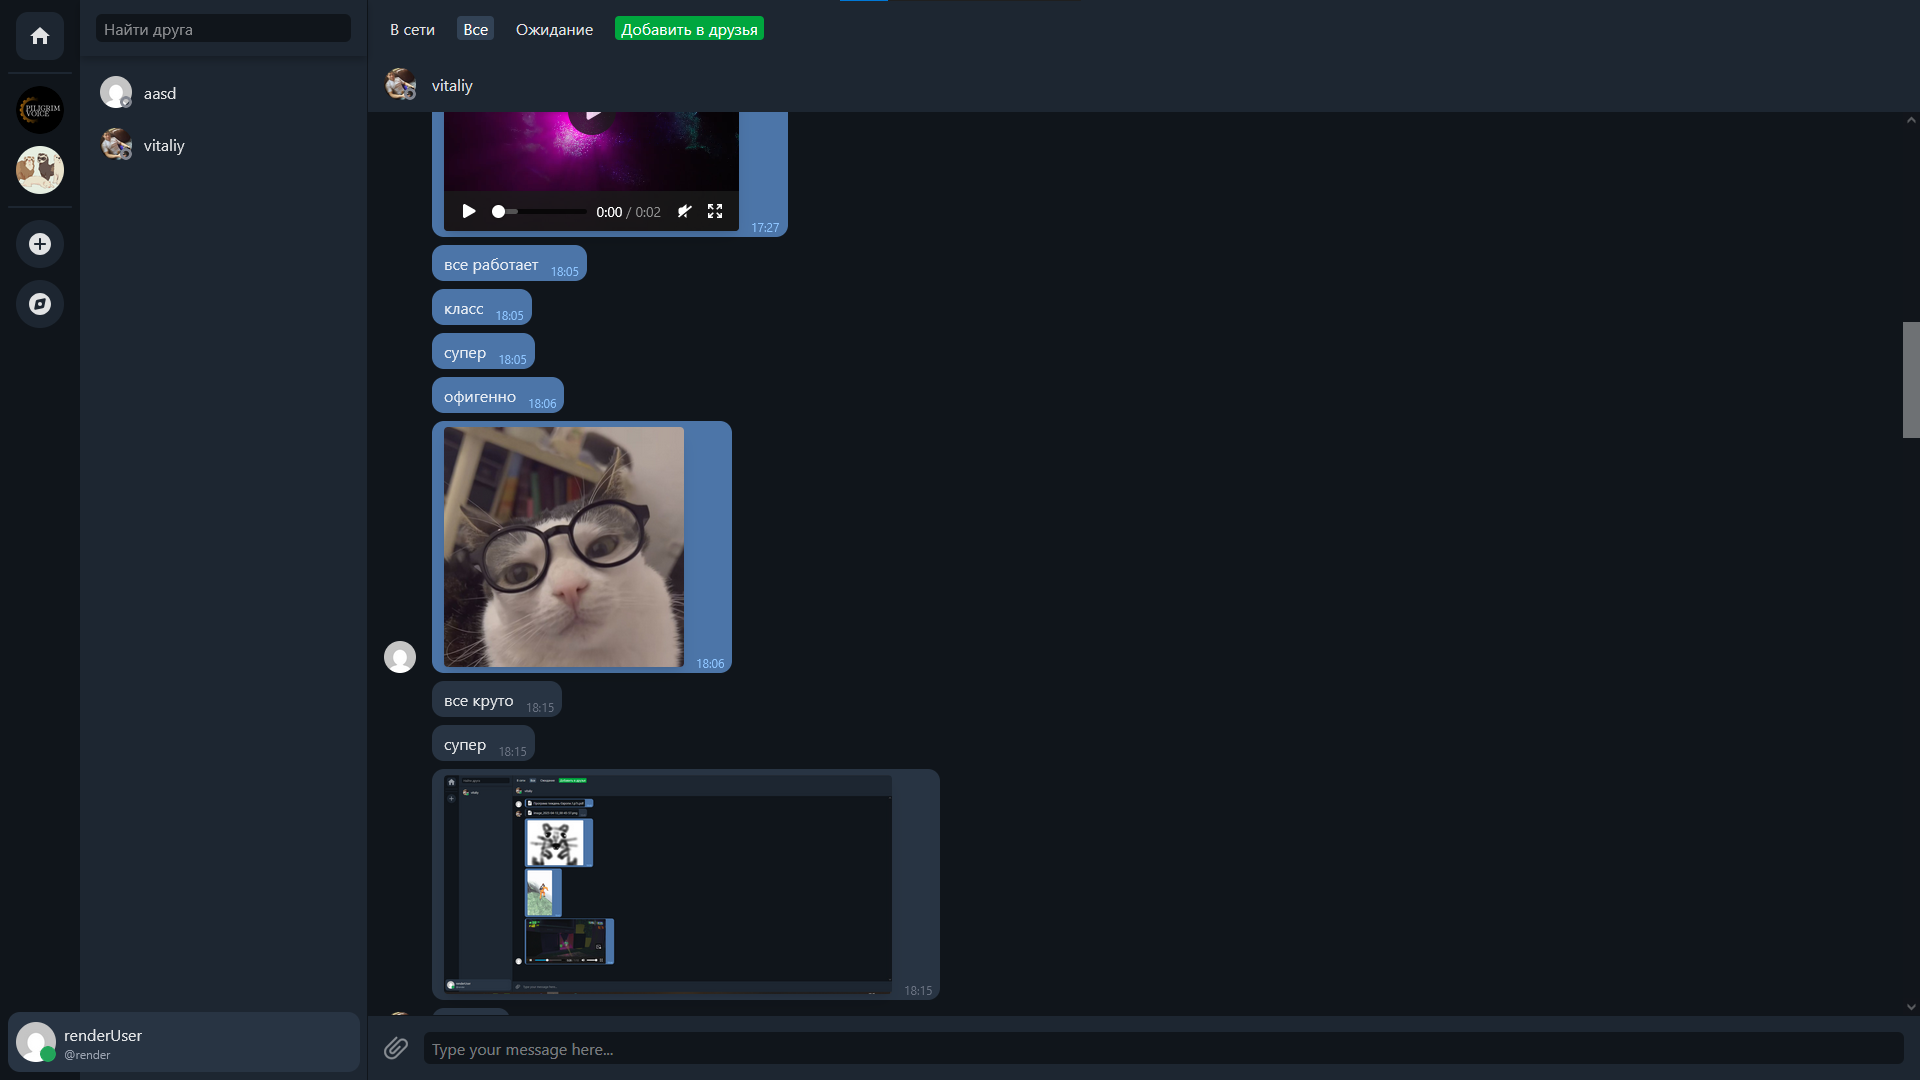 Найти друга
В сети
Все
Ожидание
Добавить в друзья
PILIGRIM
VOICE
aasd
vitaliy
vitaliy
0:00 / 0:02
17:27
все работает 18:05
класс 18:05
супер 18:05
офигенно 18:06
18:06
все круто 18:15
супер 18:15
18:15
renderUser
@render
Type your message here...